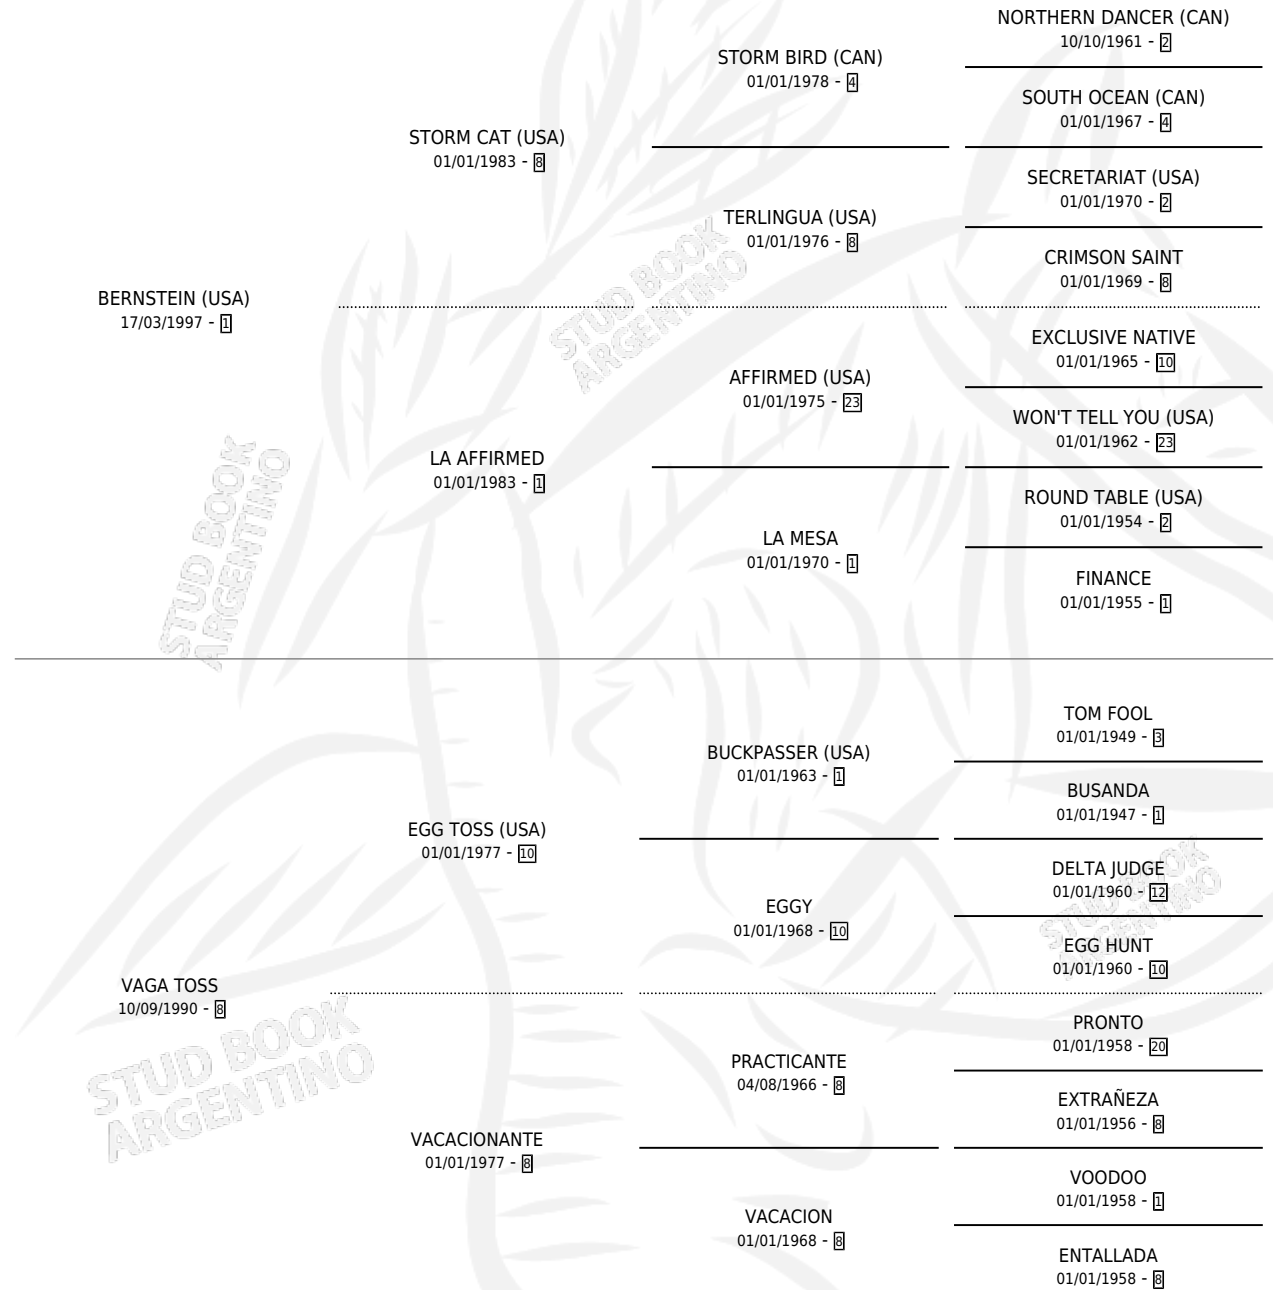 NORTHERN DANCER (CAN)
10/10/1961 - 2
STORM BIRD (CAN)
01/01/1978 - 4
SOUTH OCEAN (CAN)
01/01/1967 - 4
STORM CAT (USA)
01/01/1983 - 8
SECRETARIAT (USA)
01/01/1970 - 2
TERLINGUA (USA)
01/01/1976 - 8
CRIMSON SAINT
01/01/1969 - 8
BERNSTEIN (USA)
17/03/1997 - 1
EXCLUSIVE NATIVE
01/01/1965 - 10
AFFIRMED (USA)
01/01/1975 - 23
WON'T TELL YOU (USA)
01/01/1962 - 23
LA AFFIRMED
01/01/1983 - 1
ROUND TABLE (USA)
01/01/1954 - 2
LA MESA
01/01/1970 - 1
FINANCE
01/01/1955 - 1
TOM FOOL
01/01/1949 - 3
BUCKPASSER (USA)
01/01/1963 - 1
BUSANDA
01/01/1947 - 1
EGG TOSS (USA)
01/01/1977 - 10
DELTA JUDGE
01/01/1960 - 12
EGGY
01/01/1968 - 10
EGG HUNT
01/01/1960 - 10
VAGA TOSS
10/09/1990 - 8
PRONTO
01/01/1958 - 20
PRACTICANTE
04/08/1966 - 8
EXTRAÑEZA
01/01/1956 - 8
VACACIONANTE
01/01/1977 - 8
VOODOO
01/01/1958 - 1
VACACION
01/01/1968 - 8
ENTALLADA
01/01/1958 - 8
STUD BOOK
ARGENTINO
STUD BOOK
ARGENTINO
STUD BOOK
ARGENTINO
STUD BOOK
ARGENTINO